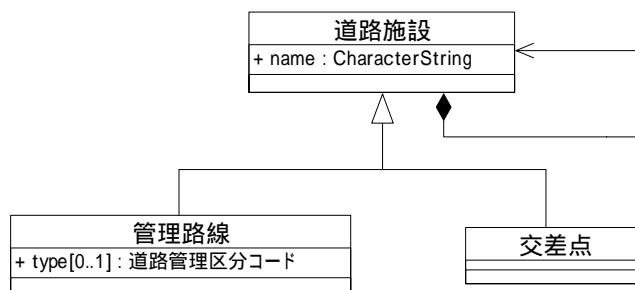 道路施設
+ name : CharacterString
管理路線
+ type[0..1] : 道路管理区分コード
交差点